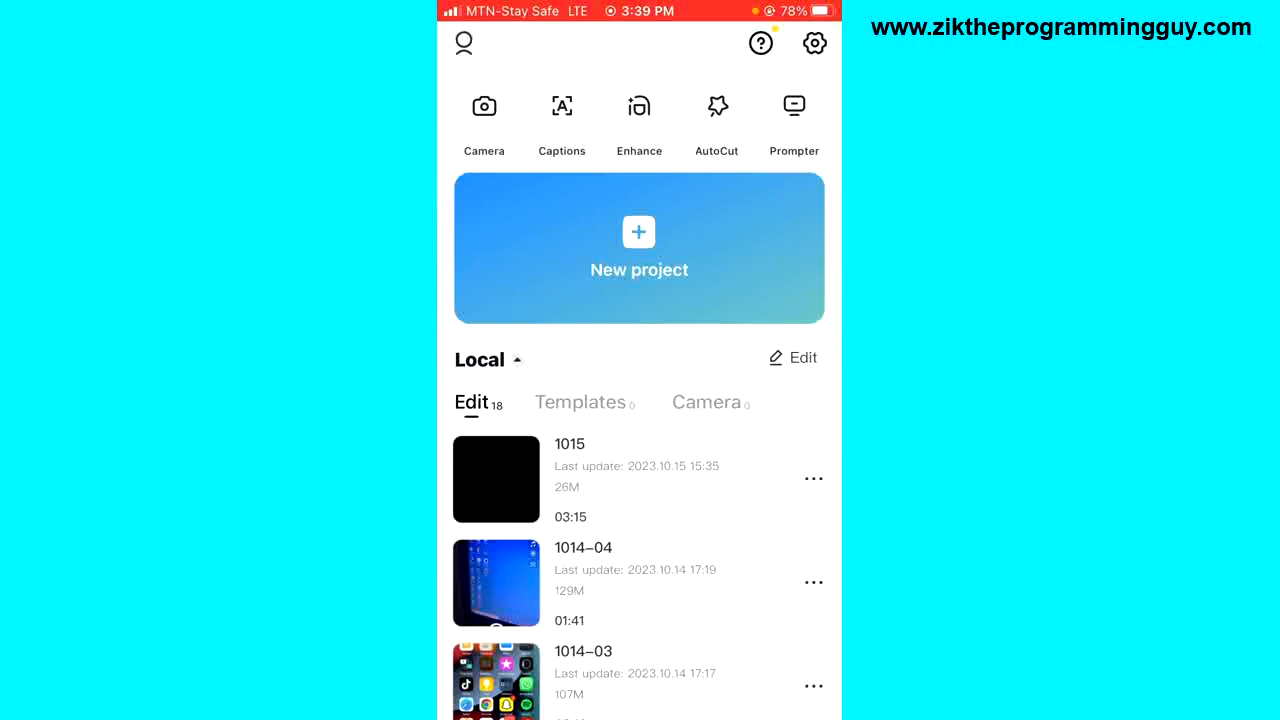 MTN-Stay Safe LTE 3:39 PM 78%
www.ziktheprogrammingguy.com
Camera Captions Enhance AutoCut Prompter
New project
Local Edit
Edit 18 Templates 0 Camera 0
1015
Last update: 2023.10.15 15:35
26M
03:15
1014-04
Last update: 2023.10.14 17:19
129M
01:41
1014-03
Last update: 2023.10.14 17:17
107M